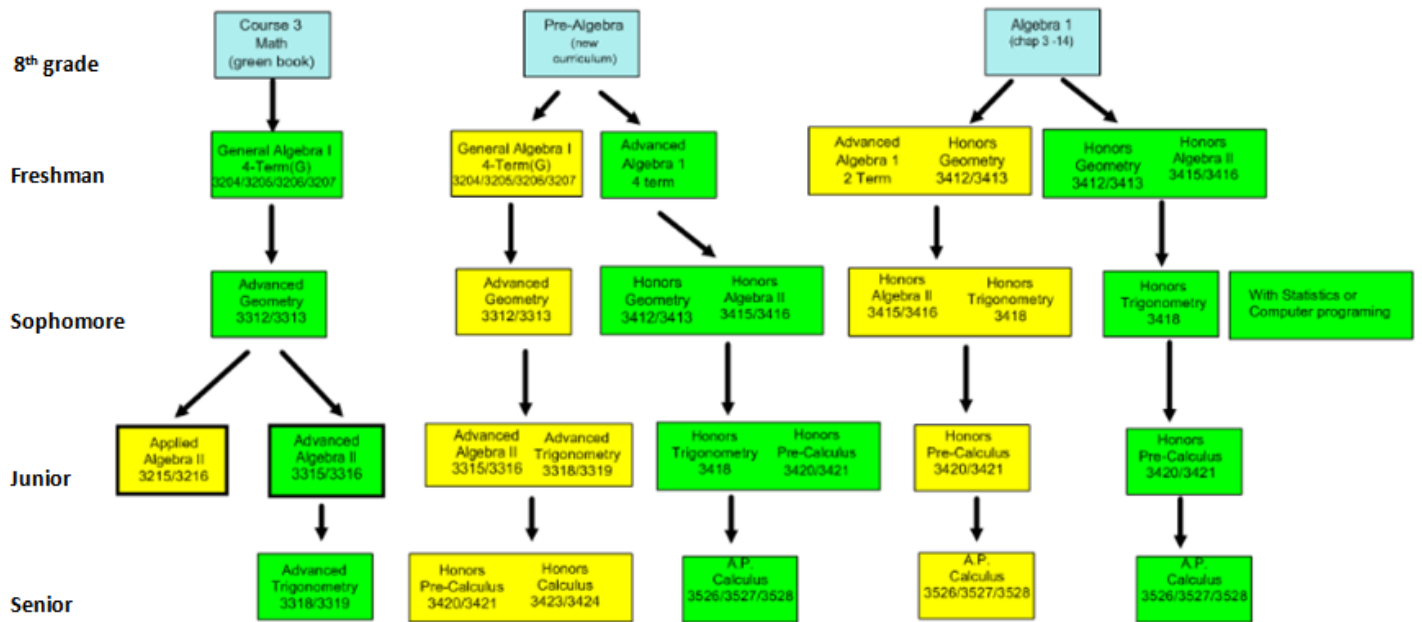 8th grade
Course 3
Math
(green book)
Pre-Algebra
(new
curriculum)
Algebra 1
(chap 3 -14)
Freshman
General Algebra I
4-Term(G)
3204/3205/3206/3207
General Algebra I
4-Term(G)
3204/3205/3206/3207
Advanced
Algebra 1
4 term
Advanced
Algebra 1
2 Term
Honors
Geometry
3412/3413
Honors
Geometry
3412/3413
Honors
Algebra II
3415/3416
Sophomore
Advanced
Geometry
3312/3313
Advanced
Geometry
3312/3313
Honors
Geometry
3412/3413
Honors
Algebra II
3415/3416
Honors
Algebra II
3415/3416
Honors
Trigonometry
3418
Honors
Trigonometry
3418
With Statistics or
Computer programing
Junior
Applied
Algebra II
3215/3216
Advanced
Algebra II
3315/3316
Advanced
Algebra II
3315/3316
Advanced
Trigonometry
3318/3319
Honors
Trigonometry
3418
Honors
Pre-Calculus
3420/3421
Honors
Pre-Calculus
3420/3421
Honors
Pre-Calculus
3420/3421
Senior
Advanced
Trigonometry
3318/3319
Honors
Pre-Calculus
3420/3421
Honors
Calculus
3423/3424
A.P.
Calculus
3526/3527/3528
A.P.
Calculus
3526/3527/3528
A.P.
Calculus
3526/3527/3528